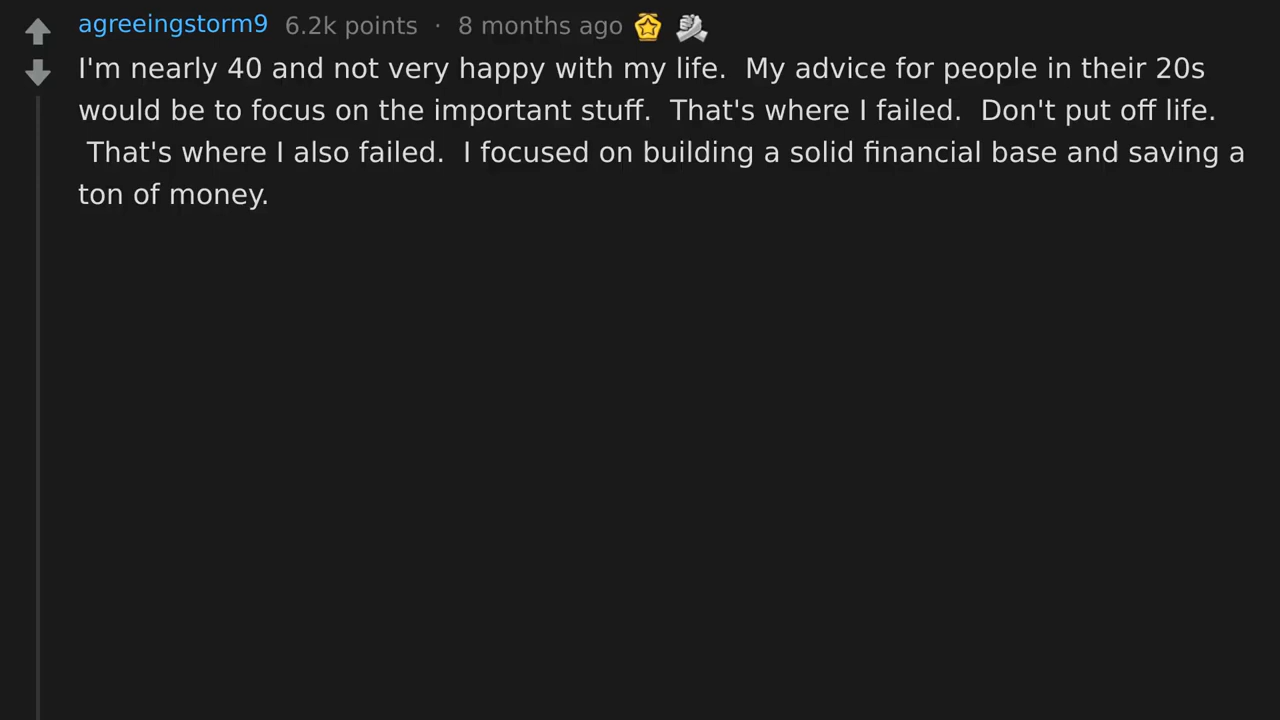 agreeingstorm9 6.2k points · 8 months ago
I'm nearly 40 and not very happy with my life.  My advice for people in their 20s
would be to focus on the important stuff.  That's where I failed.  Don't put off life.
That's where I also failed.  I focused on building a solid financial base and saving a
ton of money.